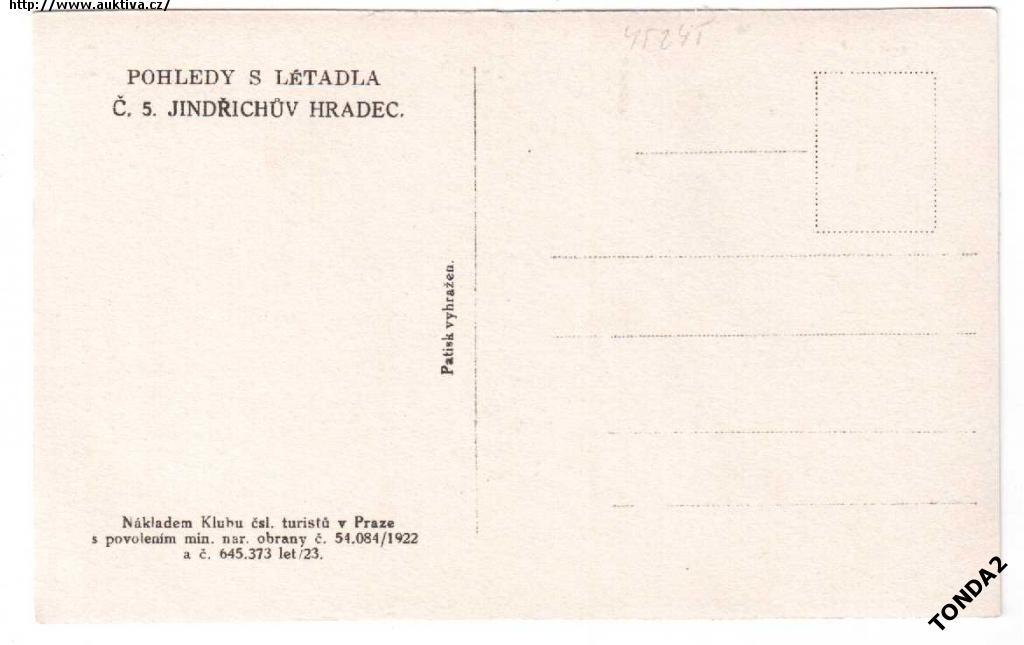 http://www.auktiva.cz/
POHLEDY S LÉTADLA
Č. 5. JINDŘICHŮV HRADEC.
Patisk vyhražen.
Nákladem Klubu čsl. turistů v Praze
s povolením min. nar. obrany č. 54.084/1922
a č. 645.373 let/23.
TONDA2